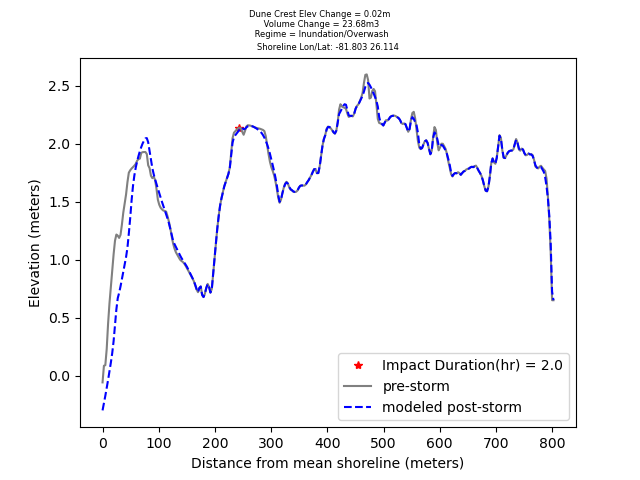 Dune Crest Elev Change = 0.02m
Volume Change = 23.68m3
Regime = Inundation/Overwash
Shoreline Lon/Lat: -81.803 26.114
Elevation (meters)
2.5
2.0
1.5
1.0
0.5
0.0
Impact Duration(hr) = 2.0
pre-storm
modeled post-storm
0 100 200 300 400 500 600 700 800
Distance from mean shoreline (meters)